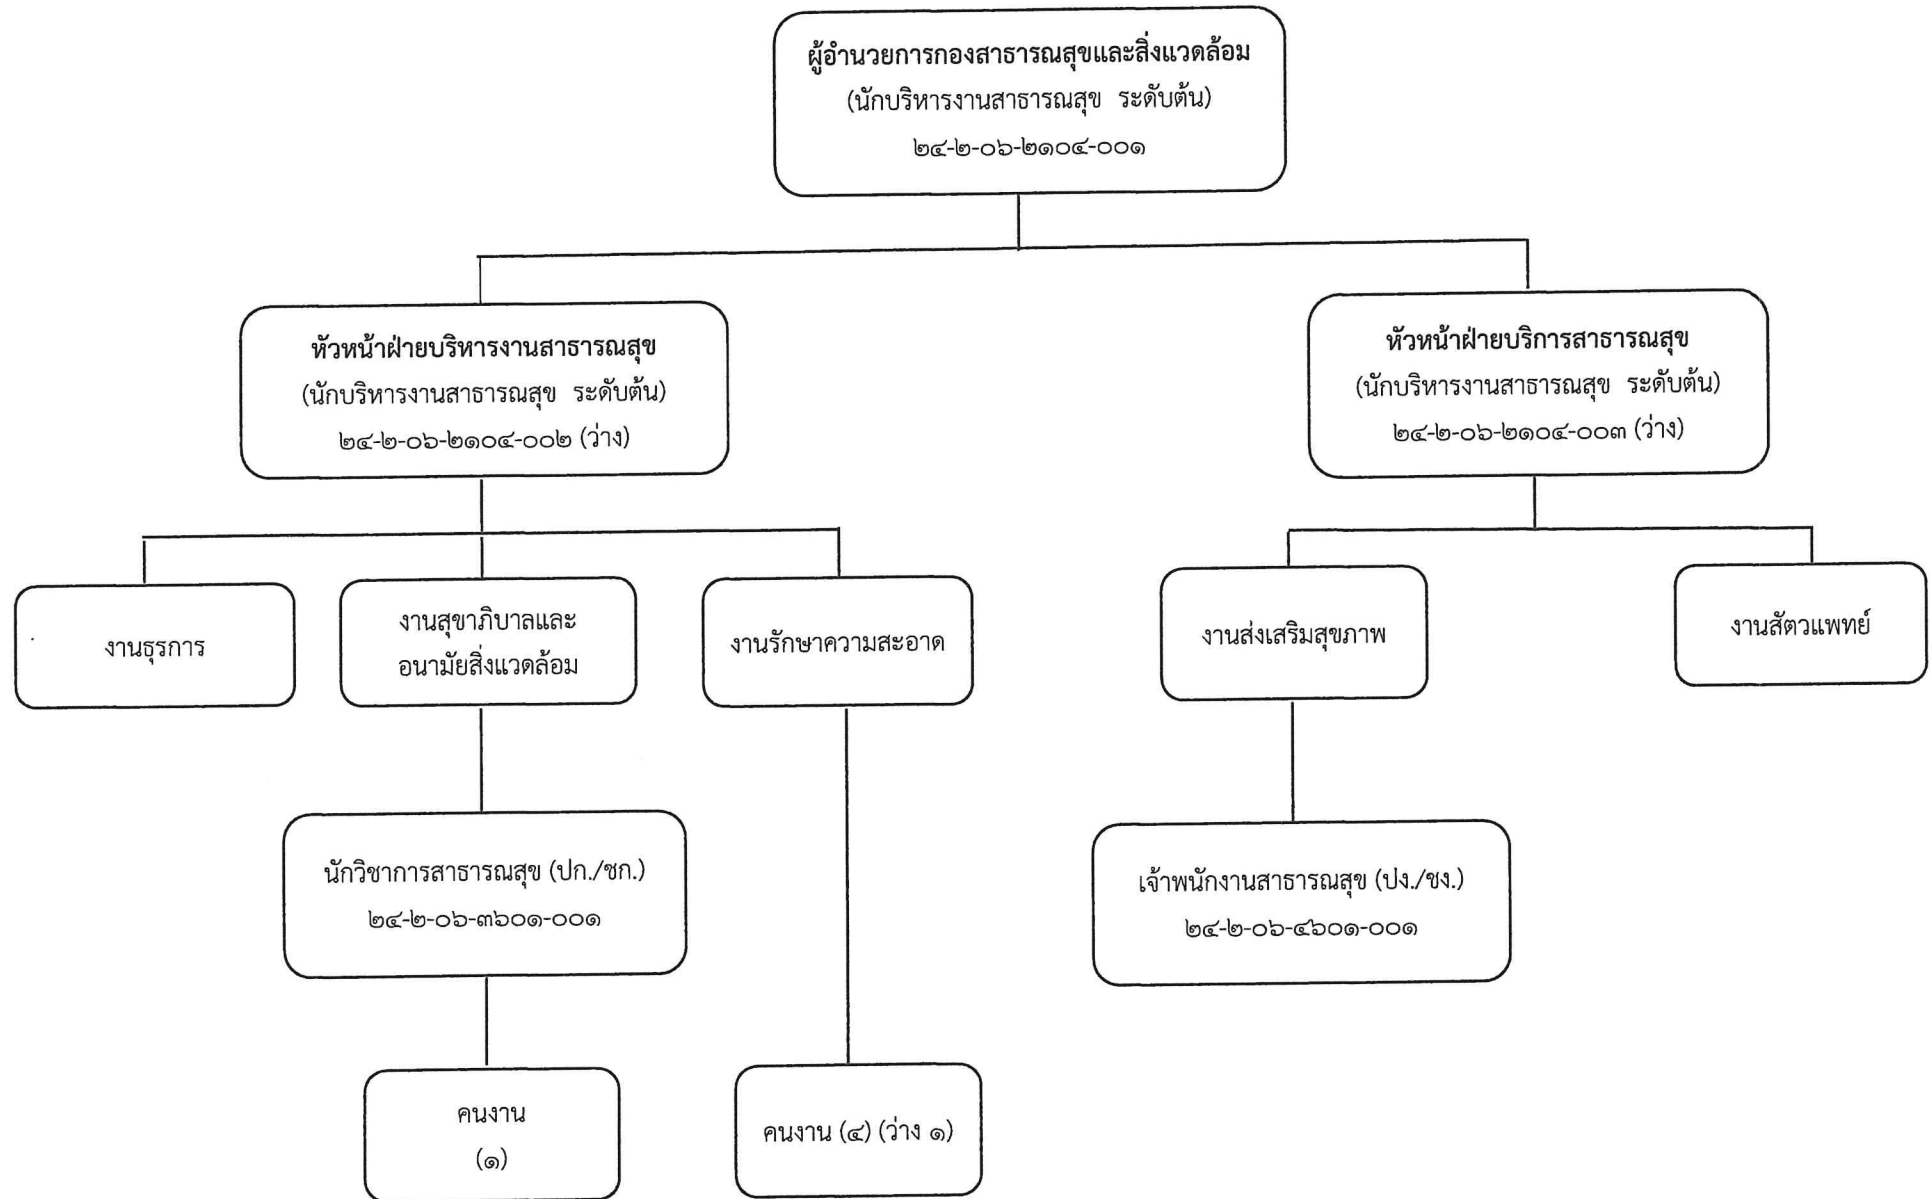 ผู้อำนวยการกองสาธารณสุขและสิ่งแวดล้อม
(นักบริหารงานสาธารณสุข ระดับต้น)
๒๔-๒-๐๖-๒๑๐๔-๐๐๑
หัวหน้าฝ่ายบริหารงานสาธารณสุข
(นักบริหารงานสาธารณสุข ระดับต้น)
๒๔-๒-๐๖-๒๑๐๔-๐๐๒ (ว่าง)
หัวหน้าฝ่ายบริการสาธารณสุข
(นักบริหารงานสาธารณสุข ระดับต้น)
๒๔-๒-๐๖-๒๑๐๔-๐๐๓ (ว่าง)
งานธุรการ
งานสุขาภิบาลและ
อนามัยสิ่งแวดล้อม
งานรักษาความสะอาด
งานส่งเสริมสุขภาพ
งานสัตวแพทย์
นักวิชาการสาธารณสุข (ปก./ชก.)
๒๔-๒-๐๖-๓๖๐๑-๐๐๑
เจ้าพนักงานสาธารณสุข (ปง./ชง.)
๒๔-๒-๐๖-๔๖๐๑-๐๐๑
คนงาน
(๑)
คนงาน (๔) (ว่าง ๑)